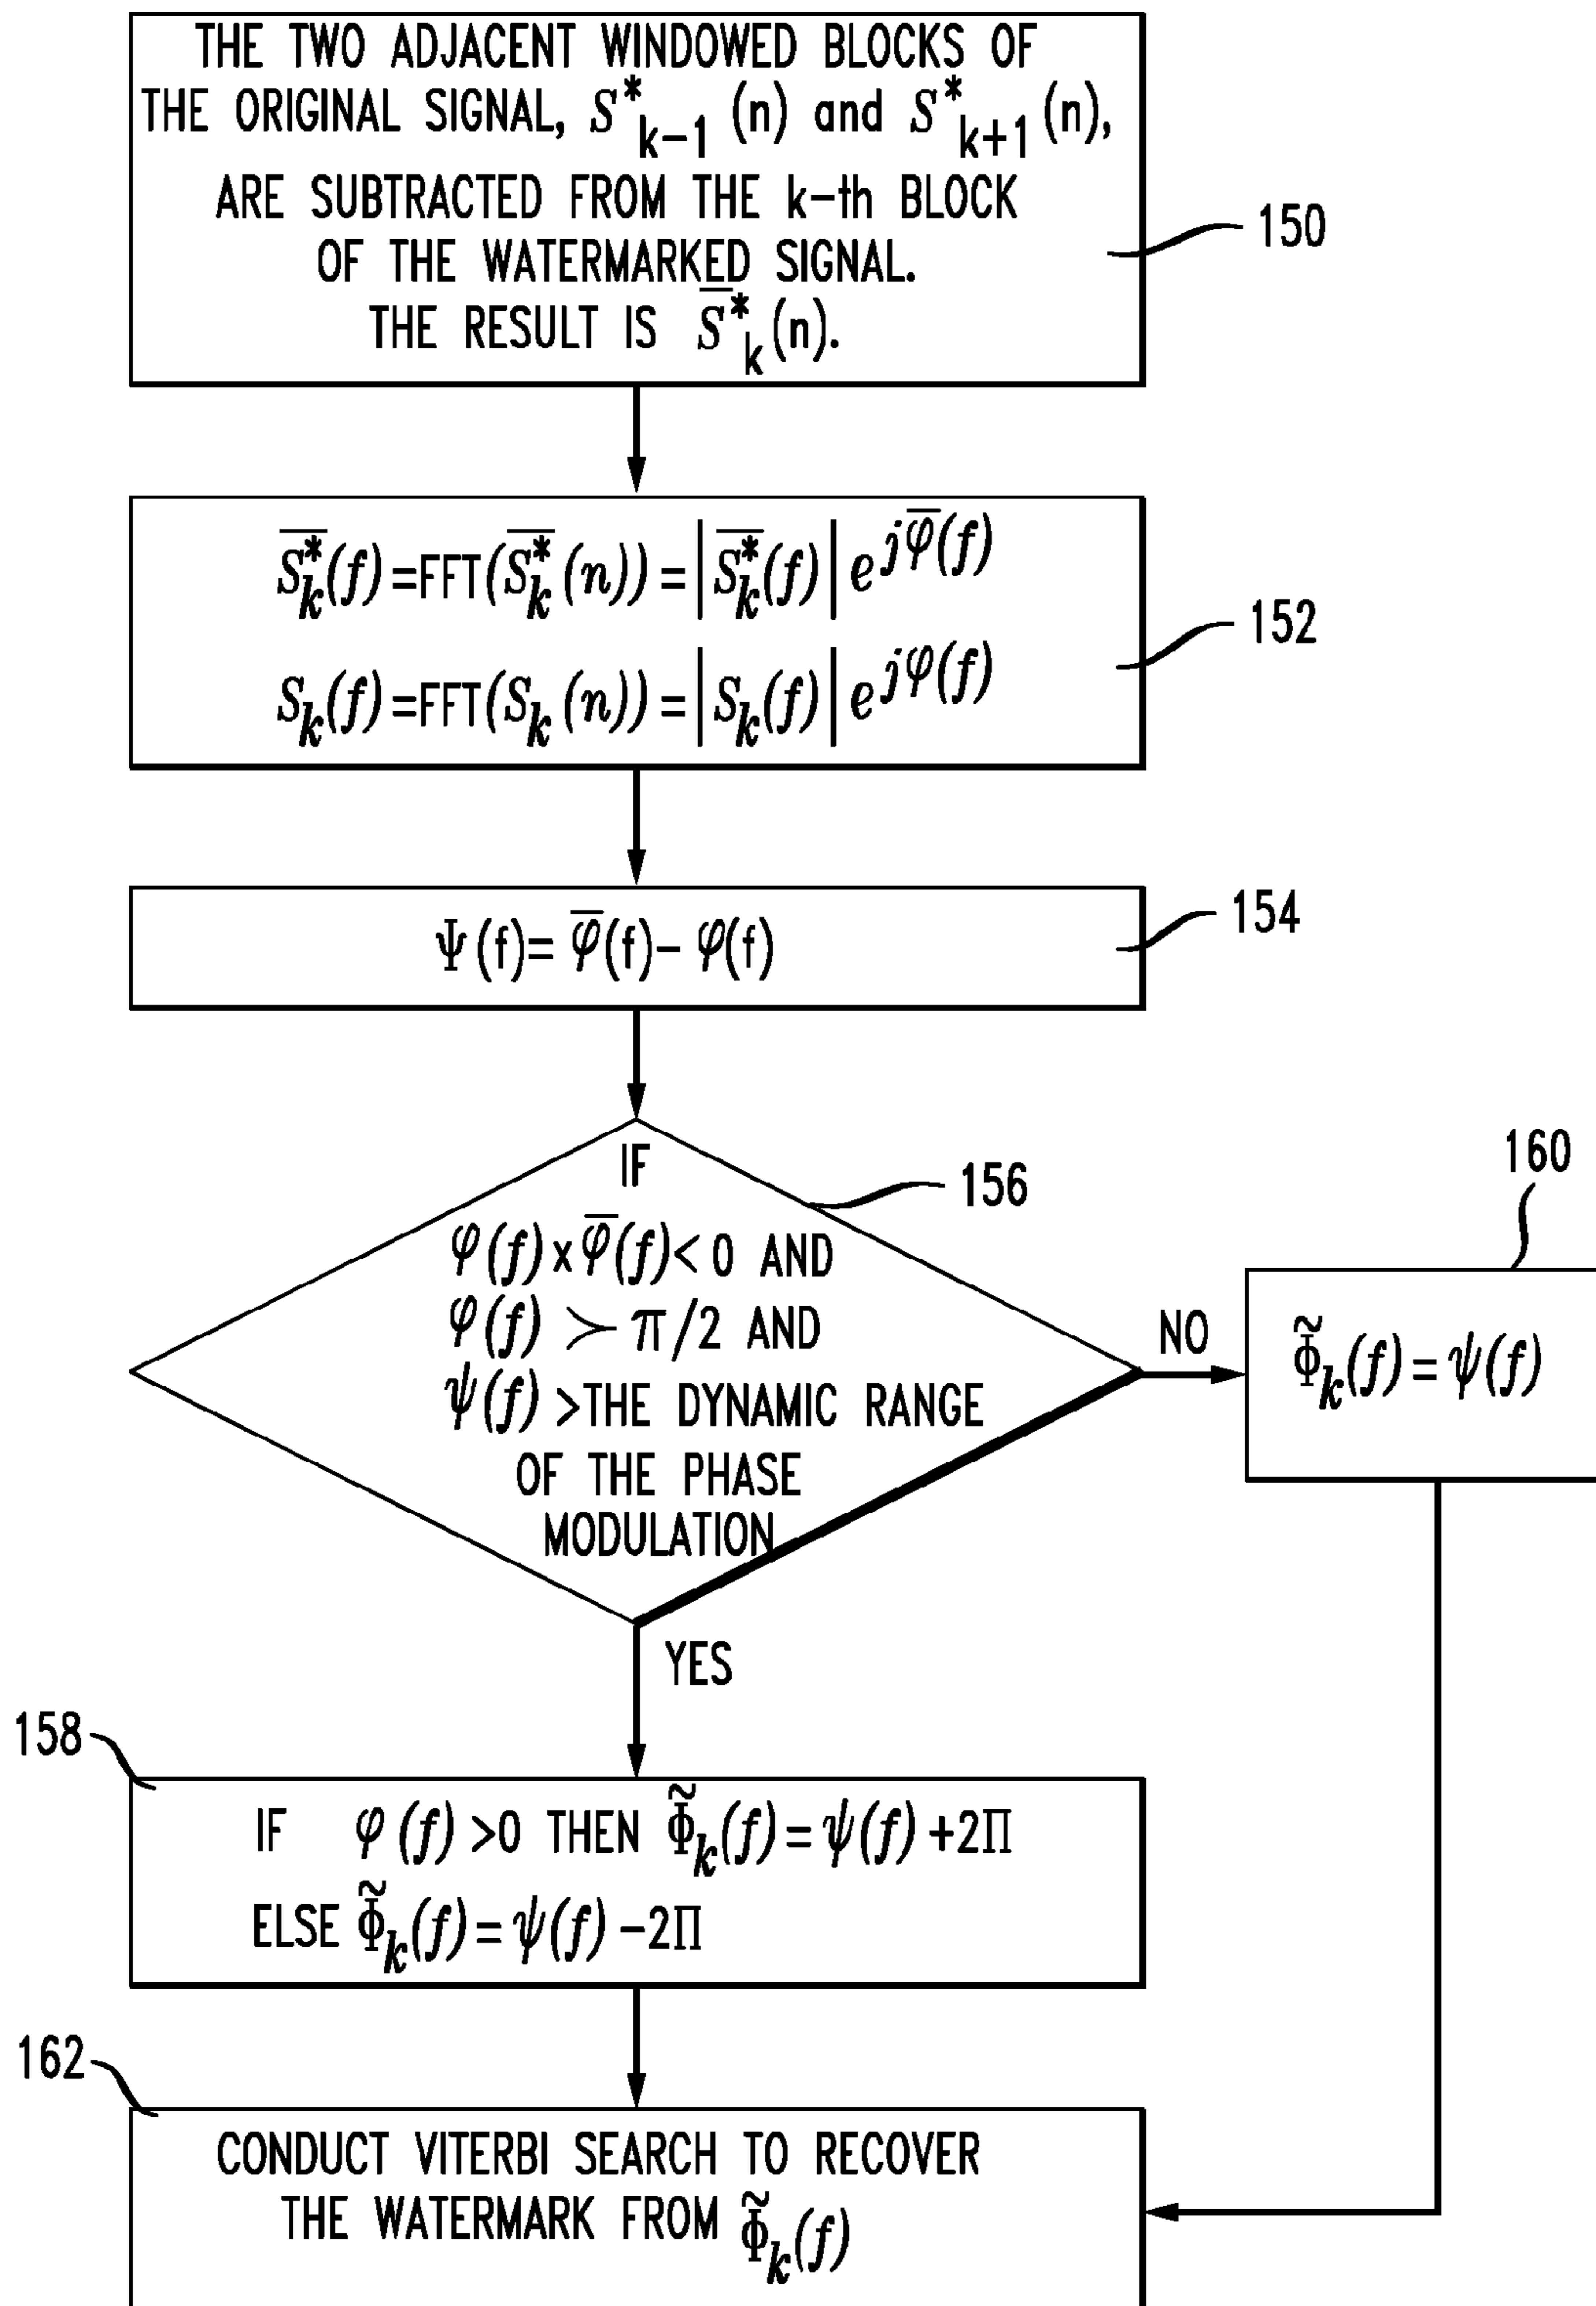 THE TWO ADJACENT WINDOWED BLOCKS OF
THE ORIGINAL SIGNAL, S*k−1 (n) and S*k+1 (n),
ARE SUBTRACTED FROM THE k-th BLOCK
OF THE WATERMARKED SIGNAL.
THE RESULT IS S̅*k(n).
150
S̅*k(f)=FFT(S̅*k(n))=|S̅*k(f)| e^jφ̅(f)
Sk(f)=FFT(Sk(n))=|Sk(f)| e^jφ(f)
152
Ψ(f)= φ̅(f)− φ(f)
154
IF
φ(f)x φ̅(f)< 0 AND
φ(f) ≻ π/2 AND
ψ(f) >THE DYNAMIC RANGE
OF THE PHASE
MODULATION
156
NO
160
Φ̃k(f)= ψ(f)
YES
158
IF φ(f) >0 THEN Φ̃k(f)= ψ(f) +2Π
ELSE Φ̃k(f)= ψ(f) −2Π
162
CONDUCT VITERBI SEARCH TO RECOVER
THE WATERMARK FROM Φ̃k(f)